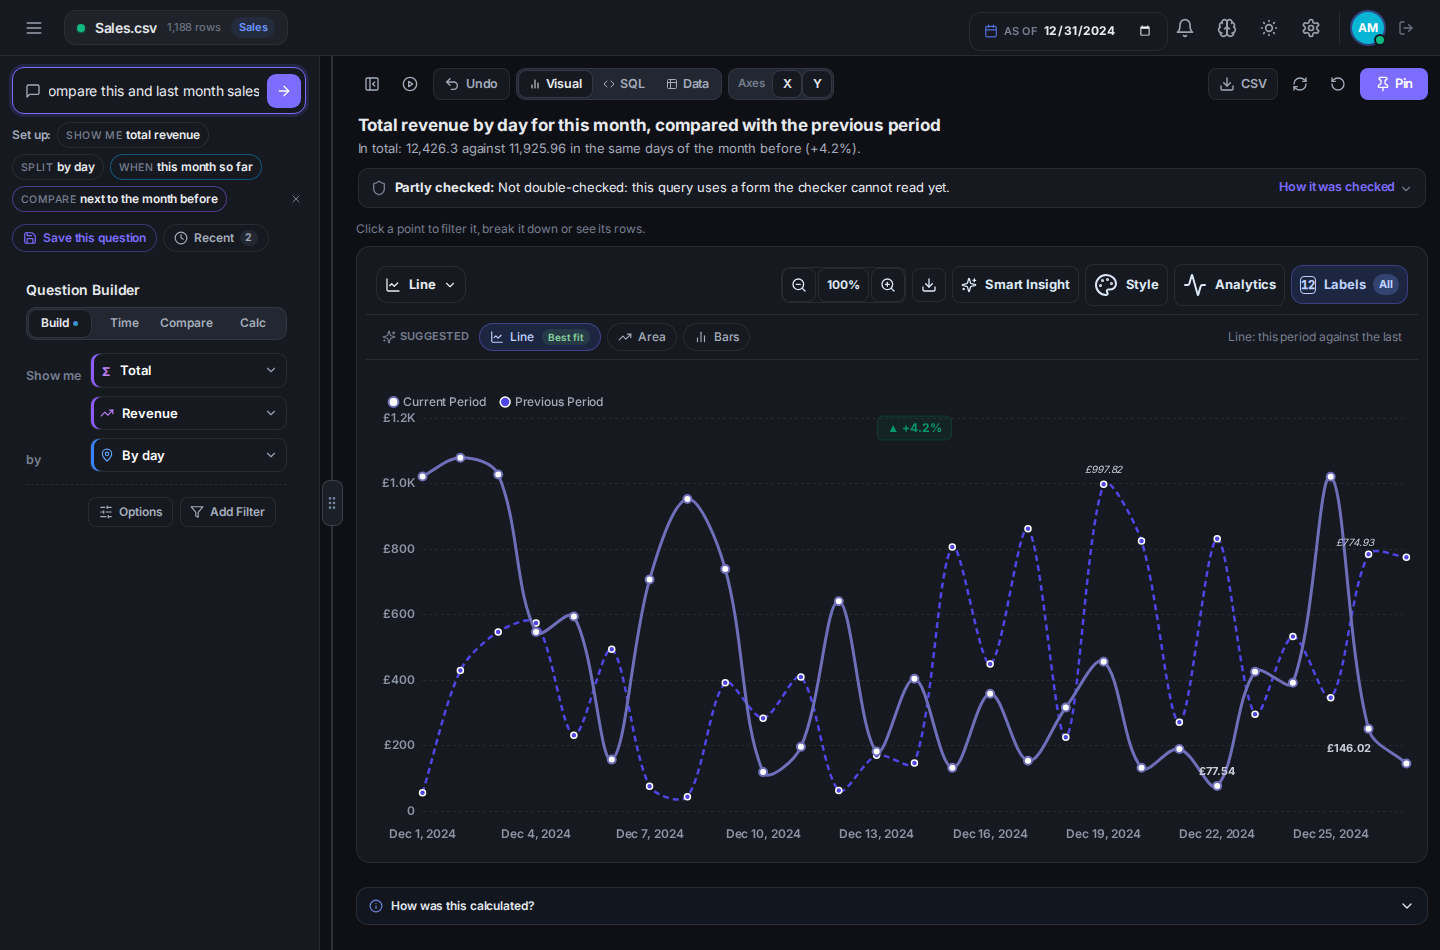 Sales.csv 1,188 rows Sales
AS OF 12/31/2024
AM
ompare this and last month sales
Set up: SHOW ME total revenue
SPLIT by day WHEN this month so far
COMPARE next to the month before
Save this question Recent 2
Question Builder
Build Time Compare Calc
Show me Σ Total
Revenue
by By day
Options Add Filter
Undo Visual SQL Data Axes X Y CSV Pin
Total revenue by day for this month, compared with the previous period
In total: 12,426.3 against 11,925.96 in the same days of the month before (+4.2%).
Partly checked: Not double-checked: this query uses a form the checker cannot read yet. How it was checked
Click a point to filter it, break it down or see its rows.
Line 100% Smart Insight Style Analytics 12 Labels All
SUGGESTED Line Best fit Area Bars Line: this period against the last
Current Period Previous Period
£1.2K
▲ +4.2%
£997.82
£1.0K
£774.93
£800
£600
£400
£200
£146.02
£77.54
0
Dec 1, 2024 Dec 4, 2024 Dec 7, 2024 Dec 10, 2024 Dec 13, 2024 Dec 16, 2024 Dec 19, 2024 Dec 22, 2024 Dec 25, 2024
How was this calculated?